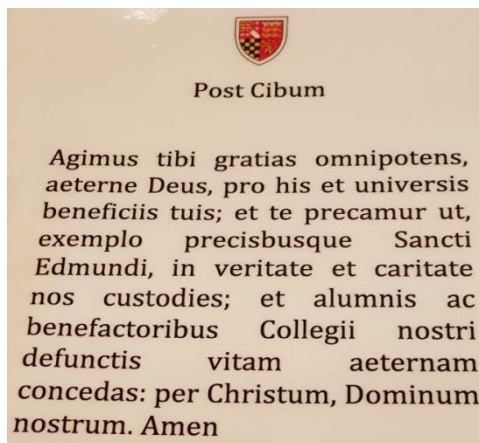 Post Cibum
Agimus tibi gratias omnipotens,
aeterne Deus, pro his et universis
beneficiis tuis; et te precamur ut,
exemplo precisbusque Sancti
Edmundi, in veritate et caritate
nos custodies; et alumnis ac
benefactoribus Collegii nostri
defunctis vitam aeternam
concedas: per Christum, Dominum
nostrum. Amen